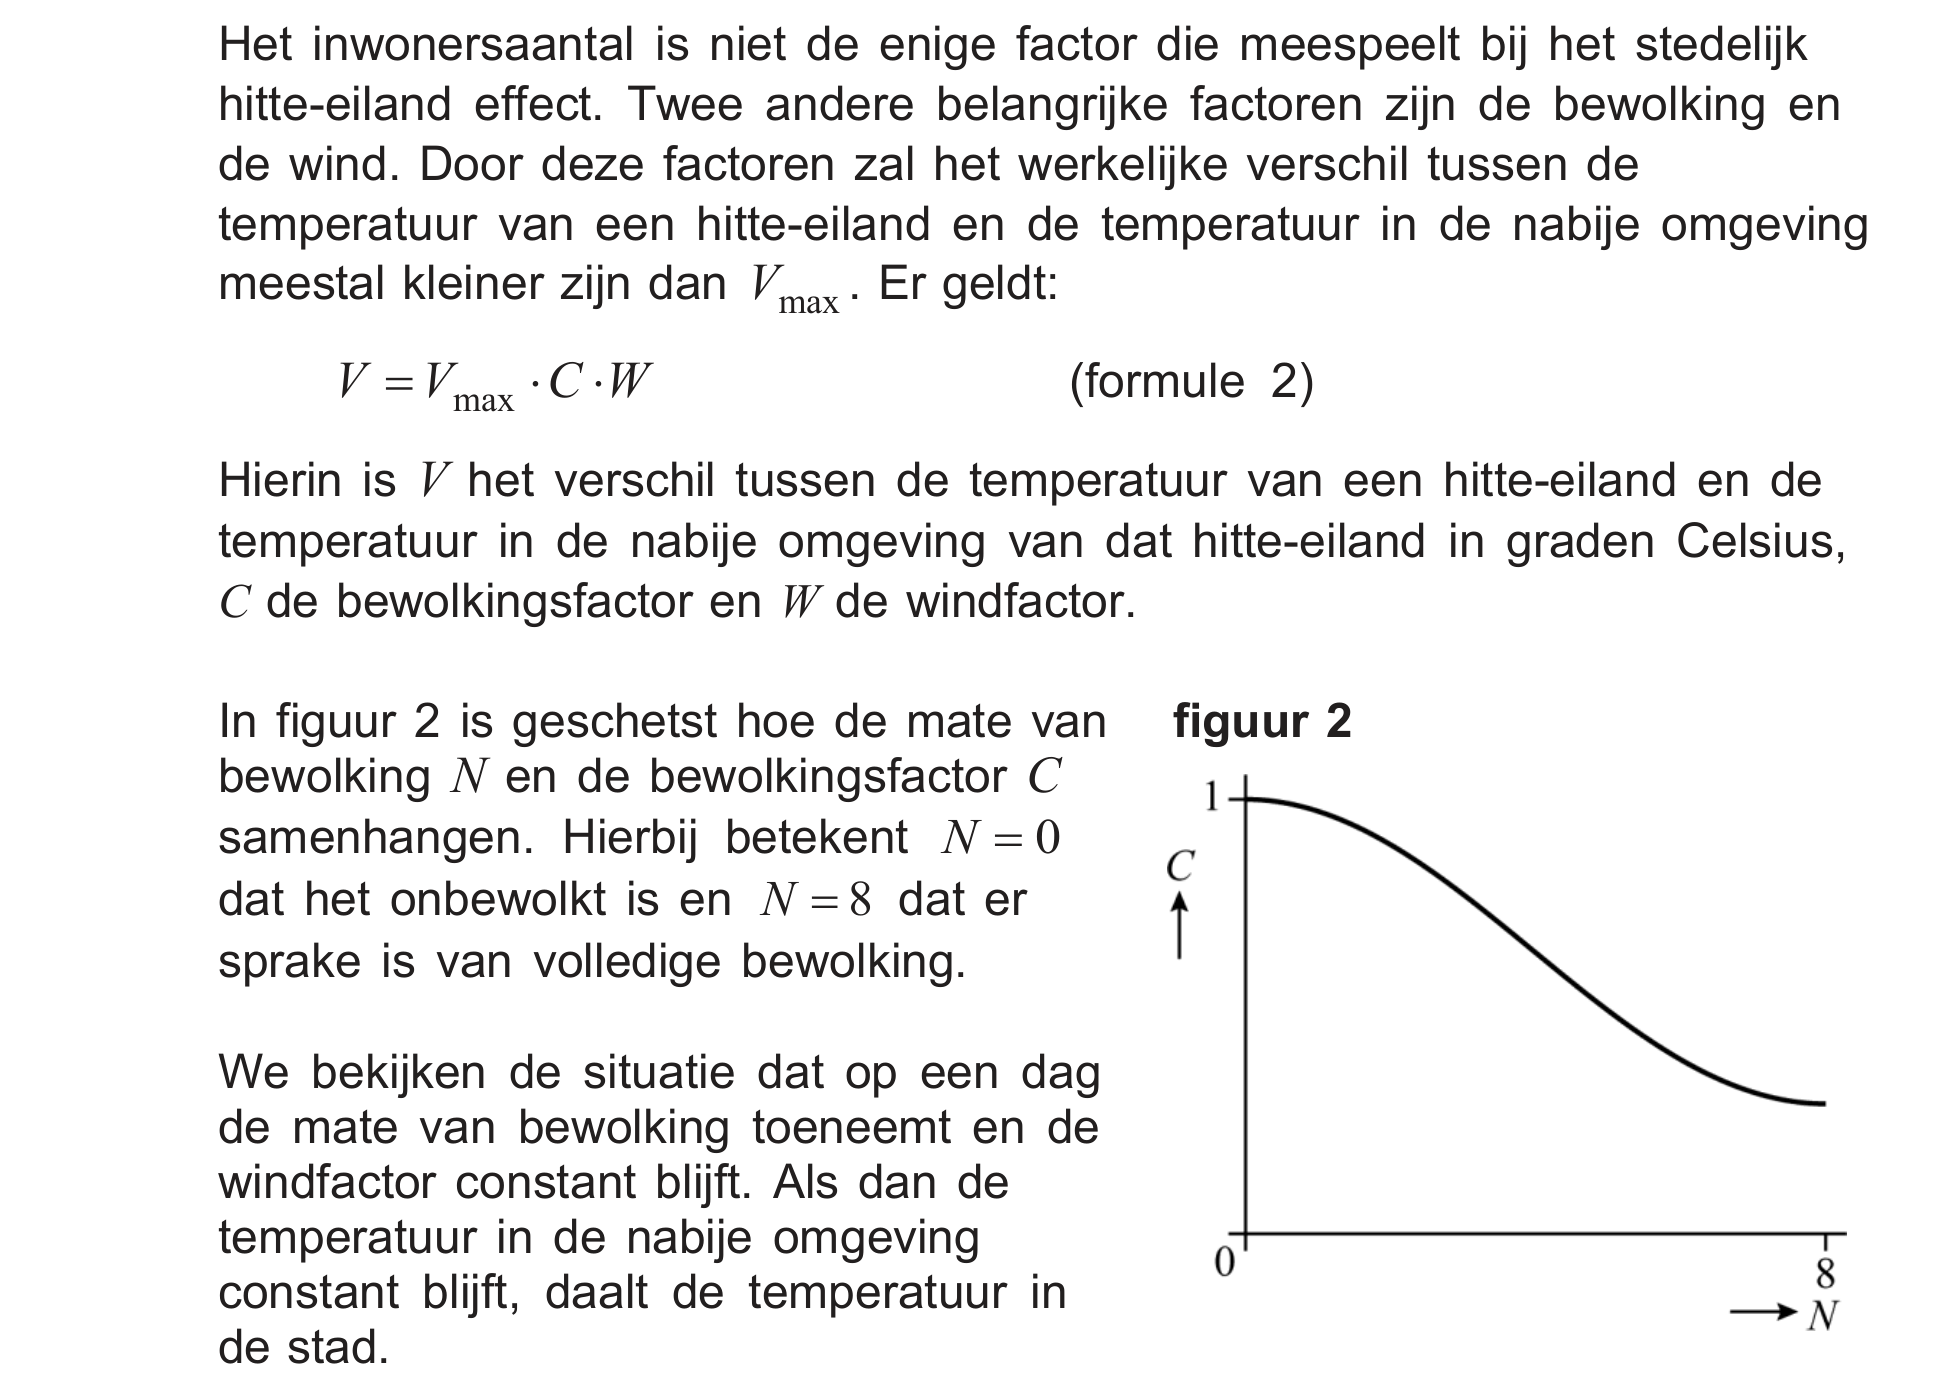 Het inwonersaantal is niet de enige factor die meespeelt bij het stedelijk
hitte-eiland effect. Twee andere belangrijke factoren zijn de bewolking en
de wind. Door deze factoren zal het werkelijke verschil tussen de
temperatuur van een hitte-eiland en de temperatuur in de nabije omgeving
meestal kleiner zijn dan V_max. Er geldt:
V = V_max · C · W (formule 2)
Hierin is V het verschil tussen de temperatuur van een hitte-eiland en de
temperatuur in de nabije omgeving van dat hitte-eiland in graden Celsius,
C de bewolkingsfactor en W de windfactor.
In figuur 2 is geschetst hoe de mate van
bewolking N en de bewolkingsfactor C
samenhangen. Hierbij betekent N = 0
dat het onbewolkt is en N = 8 dat er
sprake is van volledige bewolking.
We bekijken de situatie dat op een dag
de mate van bewolking toeneemt en de
windfactor constant blijft. Als dan de
temperatuur in de nabije omgeving
constant blijft, daalt de temperatuur in
de stad.
figuur 2
1
C
0
8
N